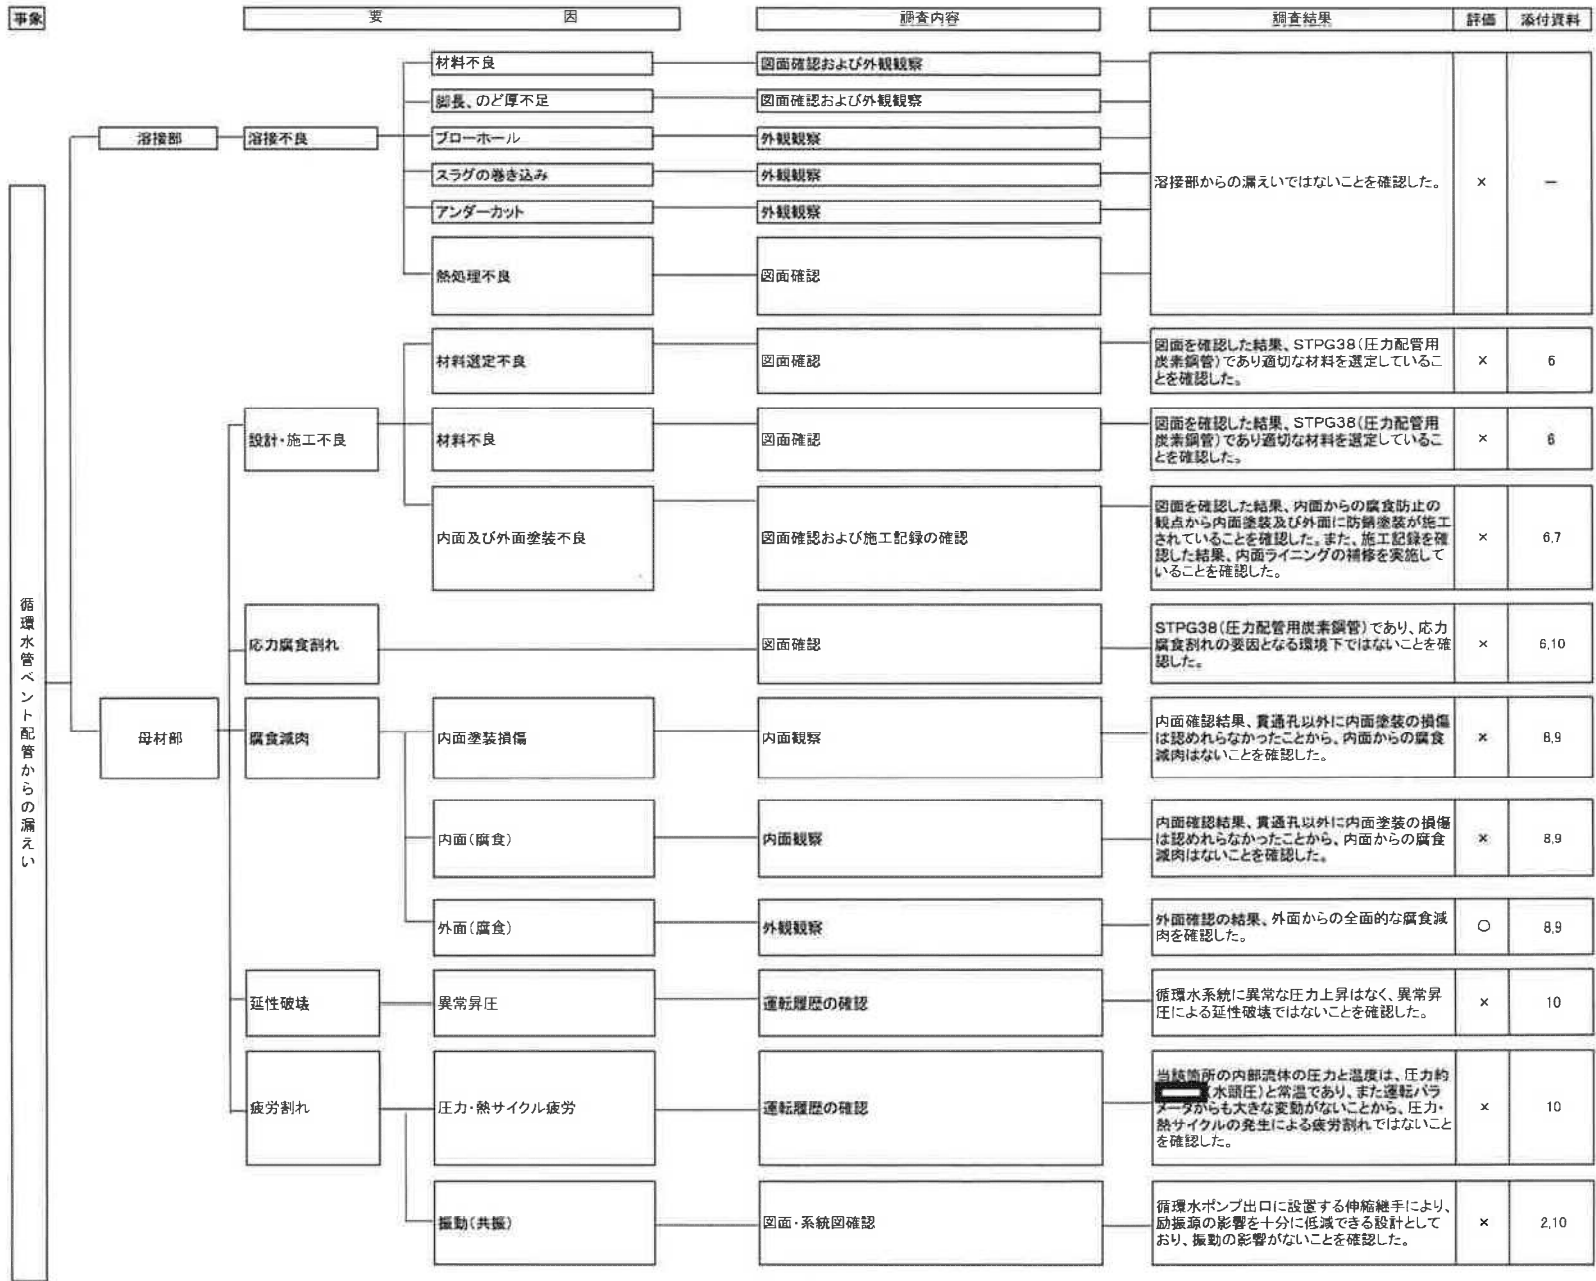 事象
要 因
調査内容
調査結果
評価
添付資料
循環水管ベント配管からの漏えい
溶接部
溶接不良
材料不良
図面確認および外観観察
脚長、のど厚不足
図面確認および外観観察
ブローホール
外観観察
スラグの巻き込み
外観観察
アンダーカット
外観観察
熱処理不良
図面確認
溶接部からの漏えいではないことを確認した。
×
－
母材部
設計・施工不良
材料選定不良
図面確認
図面を確認した結果、STPG38(圧力配管用
炭素鋼管)であり適切な材料を選定しているこ
とを確認した。
×
6
材料不良
図面確認
図面を確認した結果、STPG38(圧力配管用
炭素鋼管)であり適切な材料を選定しているこ
とを確認した。
×
6
内面及び外面塗装不良
図面確認および施工記録の確認
図面を確認した結果、内面からの腐食防止の
観点から内面塗装及び外面に防錆塗装が施工
されていることを確認した。また、施工記録を確
認した結果、内面ライニングの補修を実施して
いることを確認した。
×
6,7
応力腐食割れ
図面確認
STPG38(圧力配管用炭素鋼管)であり、応力
腐食割れの要因となる環境下ではないことを確
認した。
×
6,10
腐食減肉
内面塗装損傷
内面観察
内面確認結果、貫通孔以外に内面塗装の損傷
は認めれらなかったことから、内面からの腐食
減肉はないことを確認した。
×
8,9
内面(腐食)
内面観察
内面確認結果、貫通孔以外に内面塗装の損傷
は認めれらなかったことから、内面からの腐食
減肉はないことを確認した。
×
8,9
外面(腐食)
外観観察
外面確認の結果、外面からの全面的な腐食減
肉を確認した。
○
8,9
延性破壊
異常昇圧
運転履歴の確認
循環水系統に異常な圧力上昇はなく、異常昇
圧による延性破壊ではないことを確認した。
×
10
疲労割れ
圧力・熱サイクル疲労
運転履歴の確認
当該箇所の内部流体の圧力と温度は、圧力約
(水頭圧)と常温であり、また運転パラ
メータからも大きな変動がないことから、圧力・
熱サイクルの発生による疲労割れではないこと
を確認した。
×
10
振動(共振)
図面・系統図確認
循環水ポンプ出口に設置する伸縮継手により、
励振源の影響を十分に低減できる設計として
おり、振動の影響がないことを確認した。
×
2,10